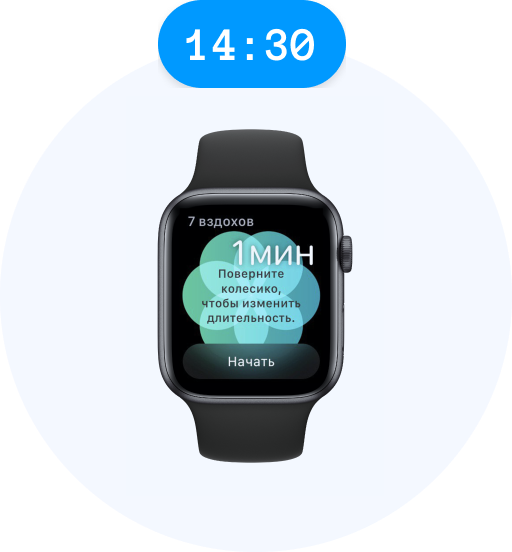 14:30
7 вздохов
1мин
Поверните
колесико,
чтобы изменить
длительность.
Начать